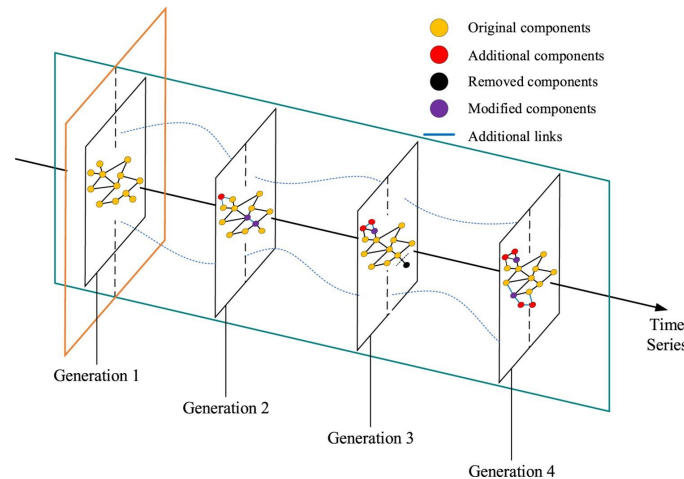 Original components
Additional components
Removed components
Modified components
Additional links
Time
Series
Generation 1
Generation 2
Generation 3
Generation 4